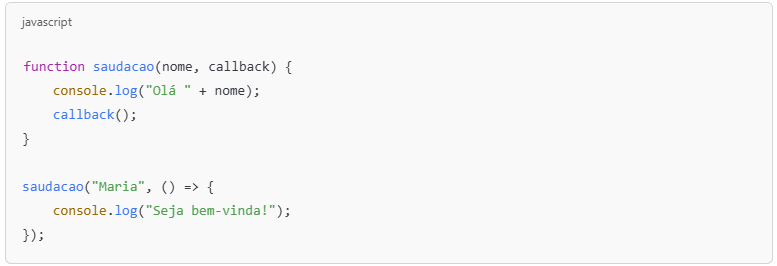 javascript
function saudacao(nome, callback) {
    console.log("Olá " + nome);
    callback();
}
saudacao("Maria", () => {
    console.log("Seja bem-vinda!");
});